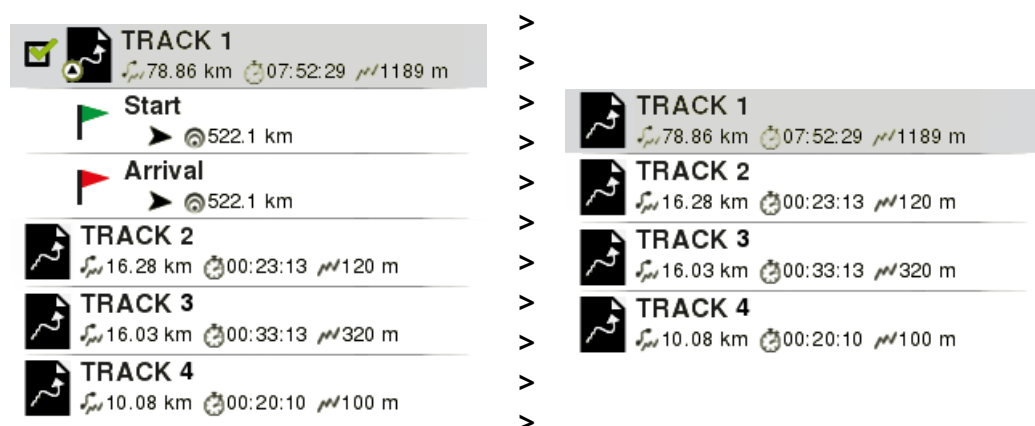 TRACK 1
78.86 km 07:52:29 1189 m
Start
522.1 km
Arrival
522.1 km
TRACK 2
16.28 km 00:23:13 120 m
TRACK 3
16.03 km 00:33:13 320 m
TRACK 4
10.08 km 00:20:10 100 m
>
>
>
>
>
>
>
>
>
>
>
TRACK 1
78.86 km 07:52:29 1189 m
TRACK 2
16.28 km 00:23:13 120 m
TRACK 3
16.03 km 00:33:13 320 m
TRACK 4
10.08 km 00:20:10 100 m